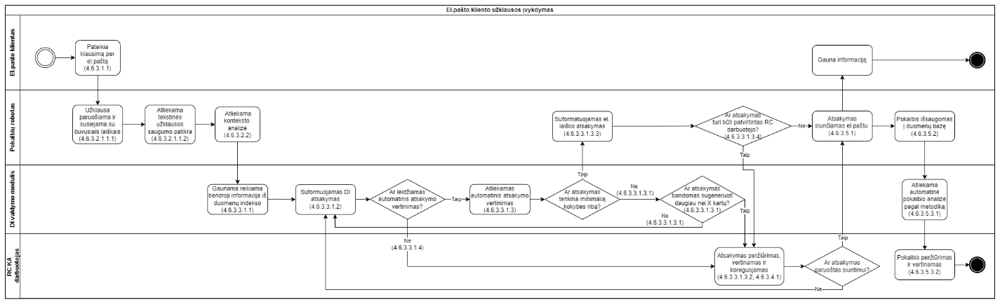 El.pašto kliento užklausos įvykdymas
El.pašto klientas
Pateikia
klausimą per
el.paštą
(4.6.3.1.1)
Gauna informaciją
Pokalbių robotas
Užklausa
paruošiama ir
susiejama su
buvusiais laiškais
(4.6.3.2.1.1.1)
Atliekama
tekstinės
užklausos
saugumo patikra
(4.6.3.2.1.1.2)
Atliekama
konteksto
analizė
(4.6.3.2.2)
Suformatuojamas el.
laiško atsakymas
(4.6.3.3.1.3.3)
Ar atsakymas
turi būti patvirtintas RC
darbuotojo?
(4.6.3.3.1.3.4)
Ne
Taip
Atsakymas
siunčiamas el.paštu
(4.6.3.5.1)
Pokalbis išsaugomas
į duomenų bazę
(4.6.3.5.2)
DI valdymo modulis
Gaunama reikiama
bendroji informacija iš
duomenų indekso
(4.6.3.3.1.1)
Suformuojamas DI
atsakymas
(4.6.3.3.1.2)
Ar leidžiamas
automatinis atsakymo
vertinimas?
Taip
Ne
(4.6.3.3.1.4)
Atliekamas
automatinis atsakymo
vertinimas
(4.6.3.3.1.3)
Taip
Ar atsakymas
tenkina minimalią
kokybės ribą?
Ne
(4.6.3.3.1.3.1)
Ar atsakymas
bandomas sugeneruoti
daugiau nei X kartų?
(4.6.3.3.1.3.1)
Ne
(4.6.3.3.1.3.1)
Taip
Atliekama
automatinė
pokalbio analizė
pagal metodiką
(4.6.3.5.3.1)
RC KA
darbuotojas
Atsakymas peržiūrimas,
vertinamas ir
koreguojamas
(4.6.3.3.1.3.2, 4.6.3.4.1)
Taip
Ar atsakymas
paruoštas siuntimui?
Ne
Pokalbis peržiūrimas
ir vertinamas
(4.6.3.5.3.2)